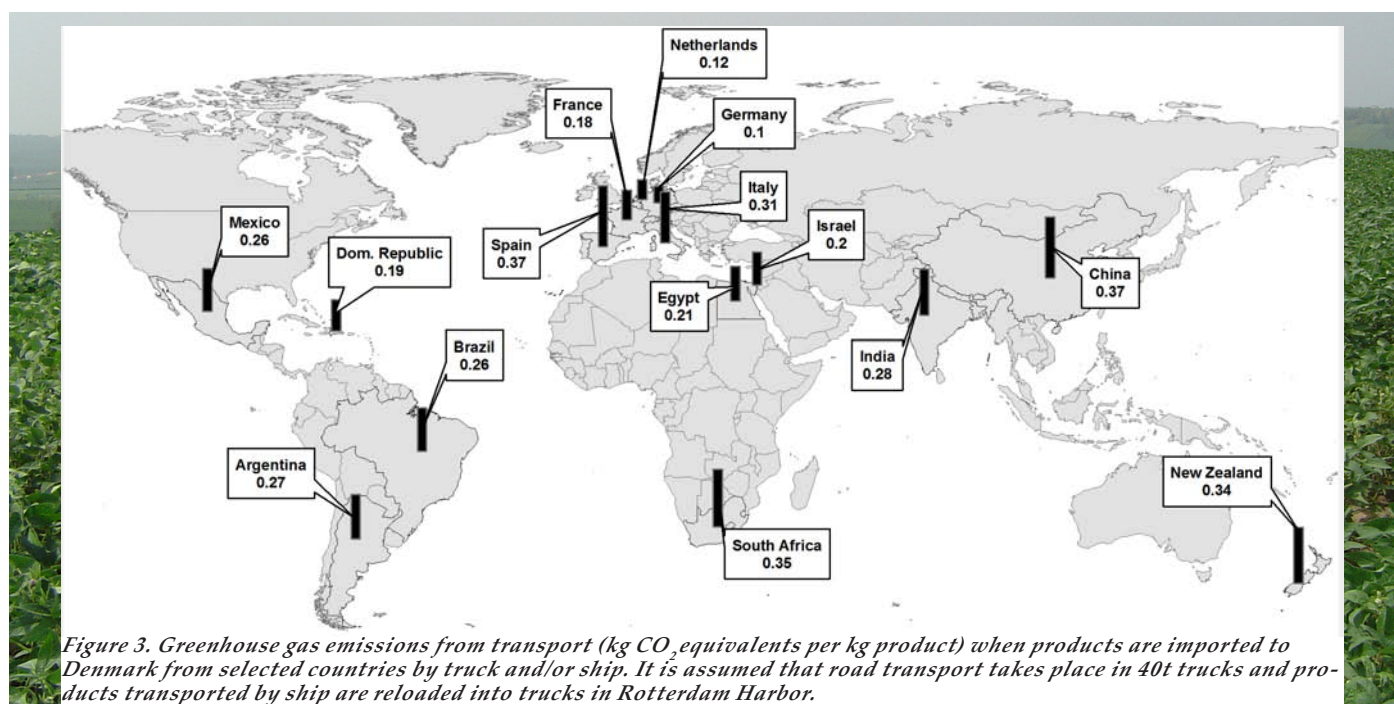 Netherlands
0.12
France
0.18
Germany
0.1
Italy
0.31
Mexico
0.26
Israel
0.2
Spain
0.37
Dom. Republic
0.19
China
0.37
Egypt
0.21
Brazil
0.26
India
0.28
Argentina
0.27
New Zealand
0.34
South Africa
0.35
Figure 3. Greenhouse gas emissions from transport (kg CO2 equivalents per kg product) when products are imported to
Denmark from selected countries by truck and/or ship. It is assumed that road transport takes place in 40t trucks and pro-
ducts transported by ship are reloaded into trucks in Rotterdam Harbor.